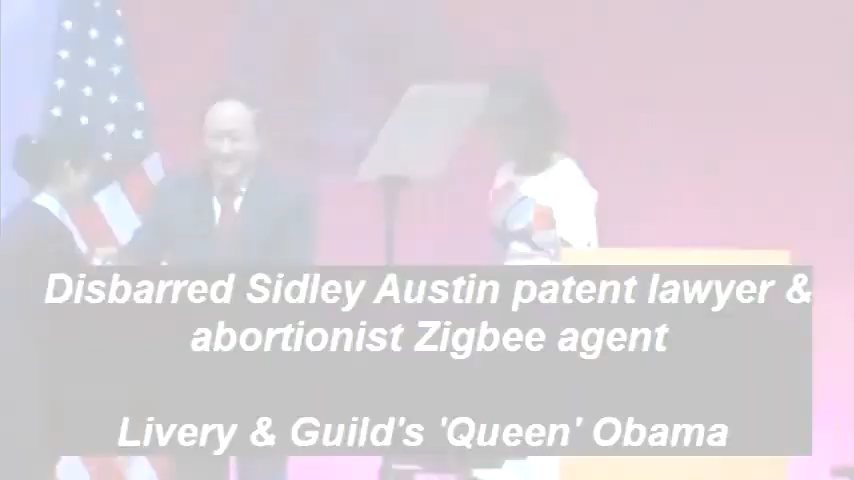 Disbarred Sidley Austin patent lawyer &
abortionist Zigbee agent
Livery & Guild's 'Queen' Obama